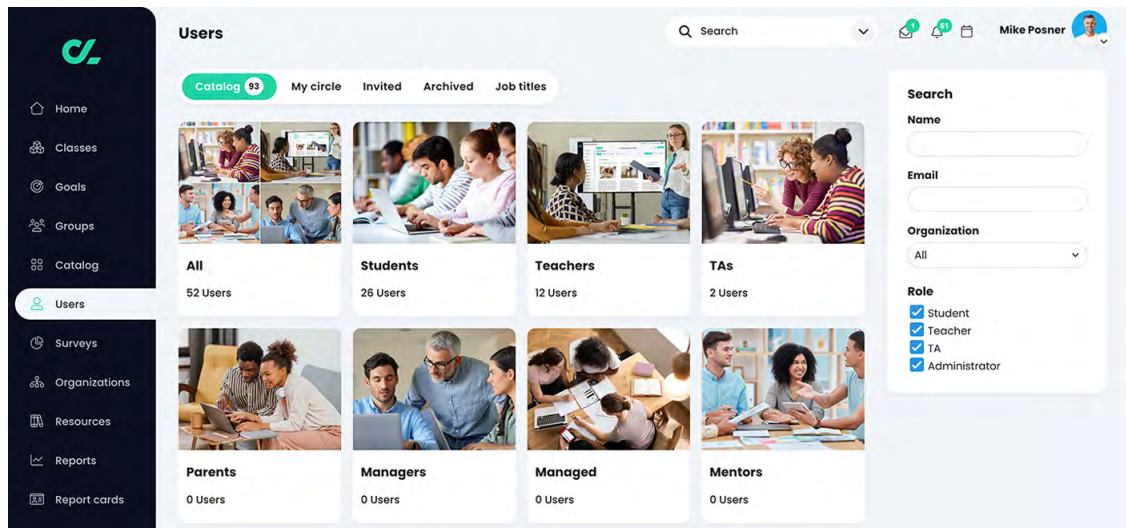 Users
Search
1
61
Mike Posner
Home
Classes
Goals
Groups
Catalog
Users
Surveys
Organizations
Resources
Reports
Report cards
Catalog 93
My circle
Invited
Archived
Job titles
All
52 Users
Students
26 Users
Teachers
12 Users
TAs
2 Users
Parents
0 Users
Managers
0 Users
Managed
0 Users
Mentors
0 Users
Search
Name
Email
Organization
All
Role
Student
Teacher
TA
Administrator